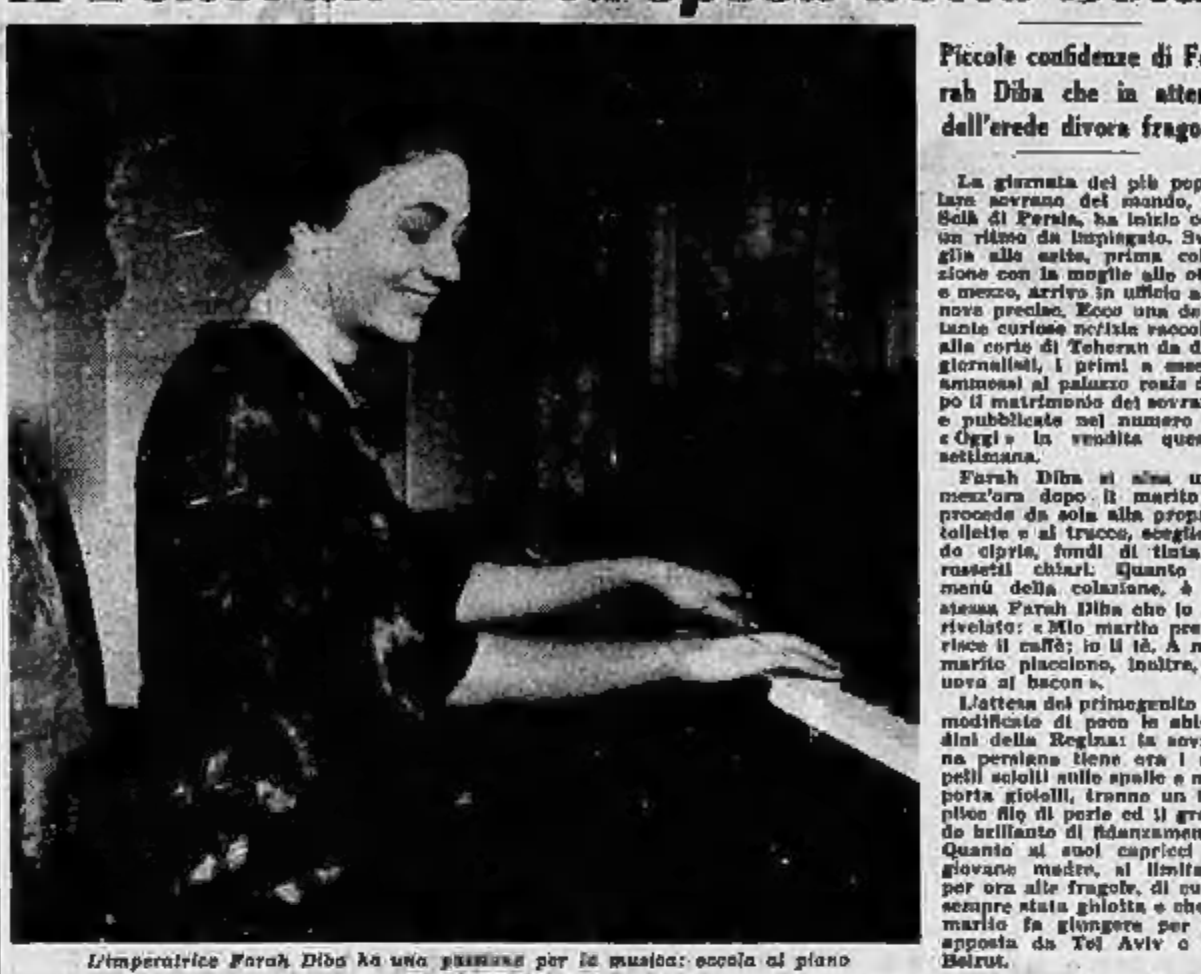 Piccole confidenze di Fa
rah Diba che in atte
dell'erede divora frago
La giornata del più pop
lare sovrano del mondo,
Scià di Persia, ha inizio co
un ritmo da impiegato. Sv
glia alle sette, prima col
zione con la moglie alle ot
e mezzo, arrivo in ufficio a
nove precise. Ecco una de
tante curiose notizie raccol
alla corte di Teheran da d
giornalisti, i primi a esse
ammessi al palazzo reale d
po il matrimonio del sovra
e pubblicate nel numero
« Oggi » in vendita que
settimana.
Farah Diba si alza u
mezz'ora dopo il marito
procede da sola alla propr
toilette e al trucco, sceglie
do ciprie, fondi di tinta,
rossetti chiari. Quanto
menù della colazione, è
stessa Farah Diba che lo
rivelato: « Mio marito pre
risce il caffè; io il tè. A m
marito piacciono, inoltre,
uova al bacon ».
L'attesa del primogenito
modificato di poco le abi
dini della Regina: la sovr
na persiana tiene ora i c
pelli sciolti sulle spalle e n
porta gioielli, tranne un
plice filo di perle ed il gra
do brillante di fidanzamen
Quanto ai suoi capricci
giovane madre, si limita
per ora alle fragole, di cu
sempre stata ghiotta e che
marito fa giungere per
apposta da Tel Aviv o
Beirut.
L'imperatrice Farah Diba ha una passione per la musica: eccola al piano